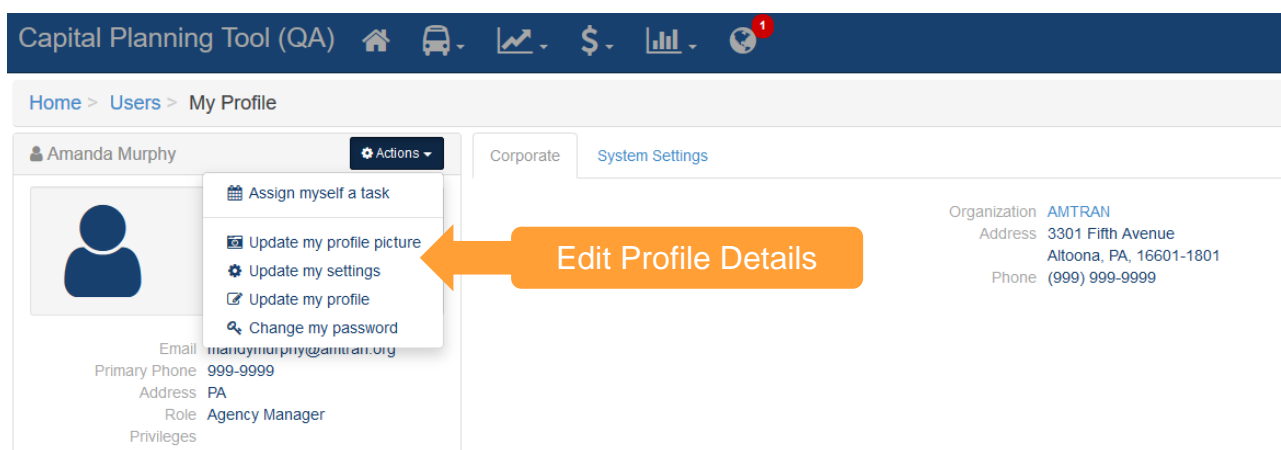 Capital Planning Tool (QA)
1
Home > Users > My Profile
Amanda Murphy
Actions
Corporate
System Settings
Assign myself a task
Update my profile picture
Update my settings
Update my profile
Change my password
Edit Profile Details
Organization AMTRAN
Address 3301 Fifth Avenue
Altoona, PA, 16601-1801
Phone (999) 999-9999
Email mandymurphy@amtran.org
Primary Phone 999-9999
Address PA
Role Agency Manager
Privileges